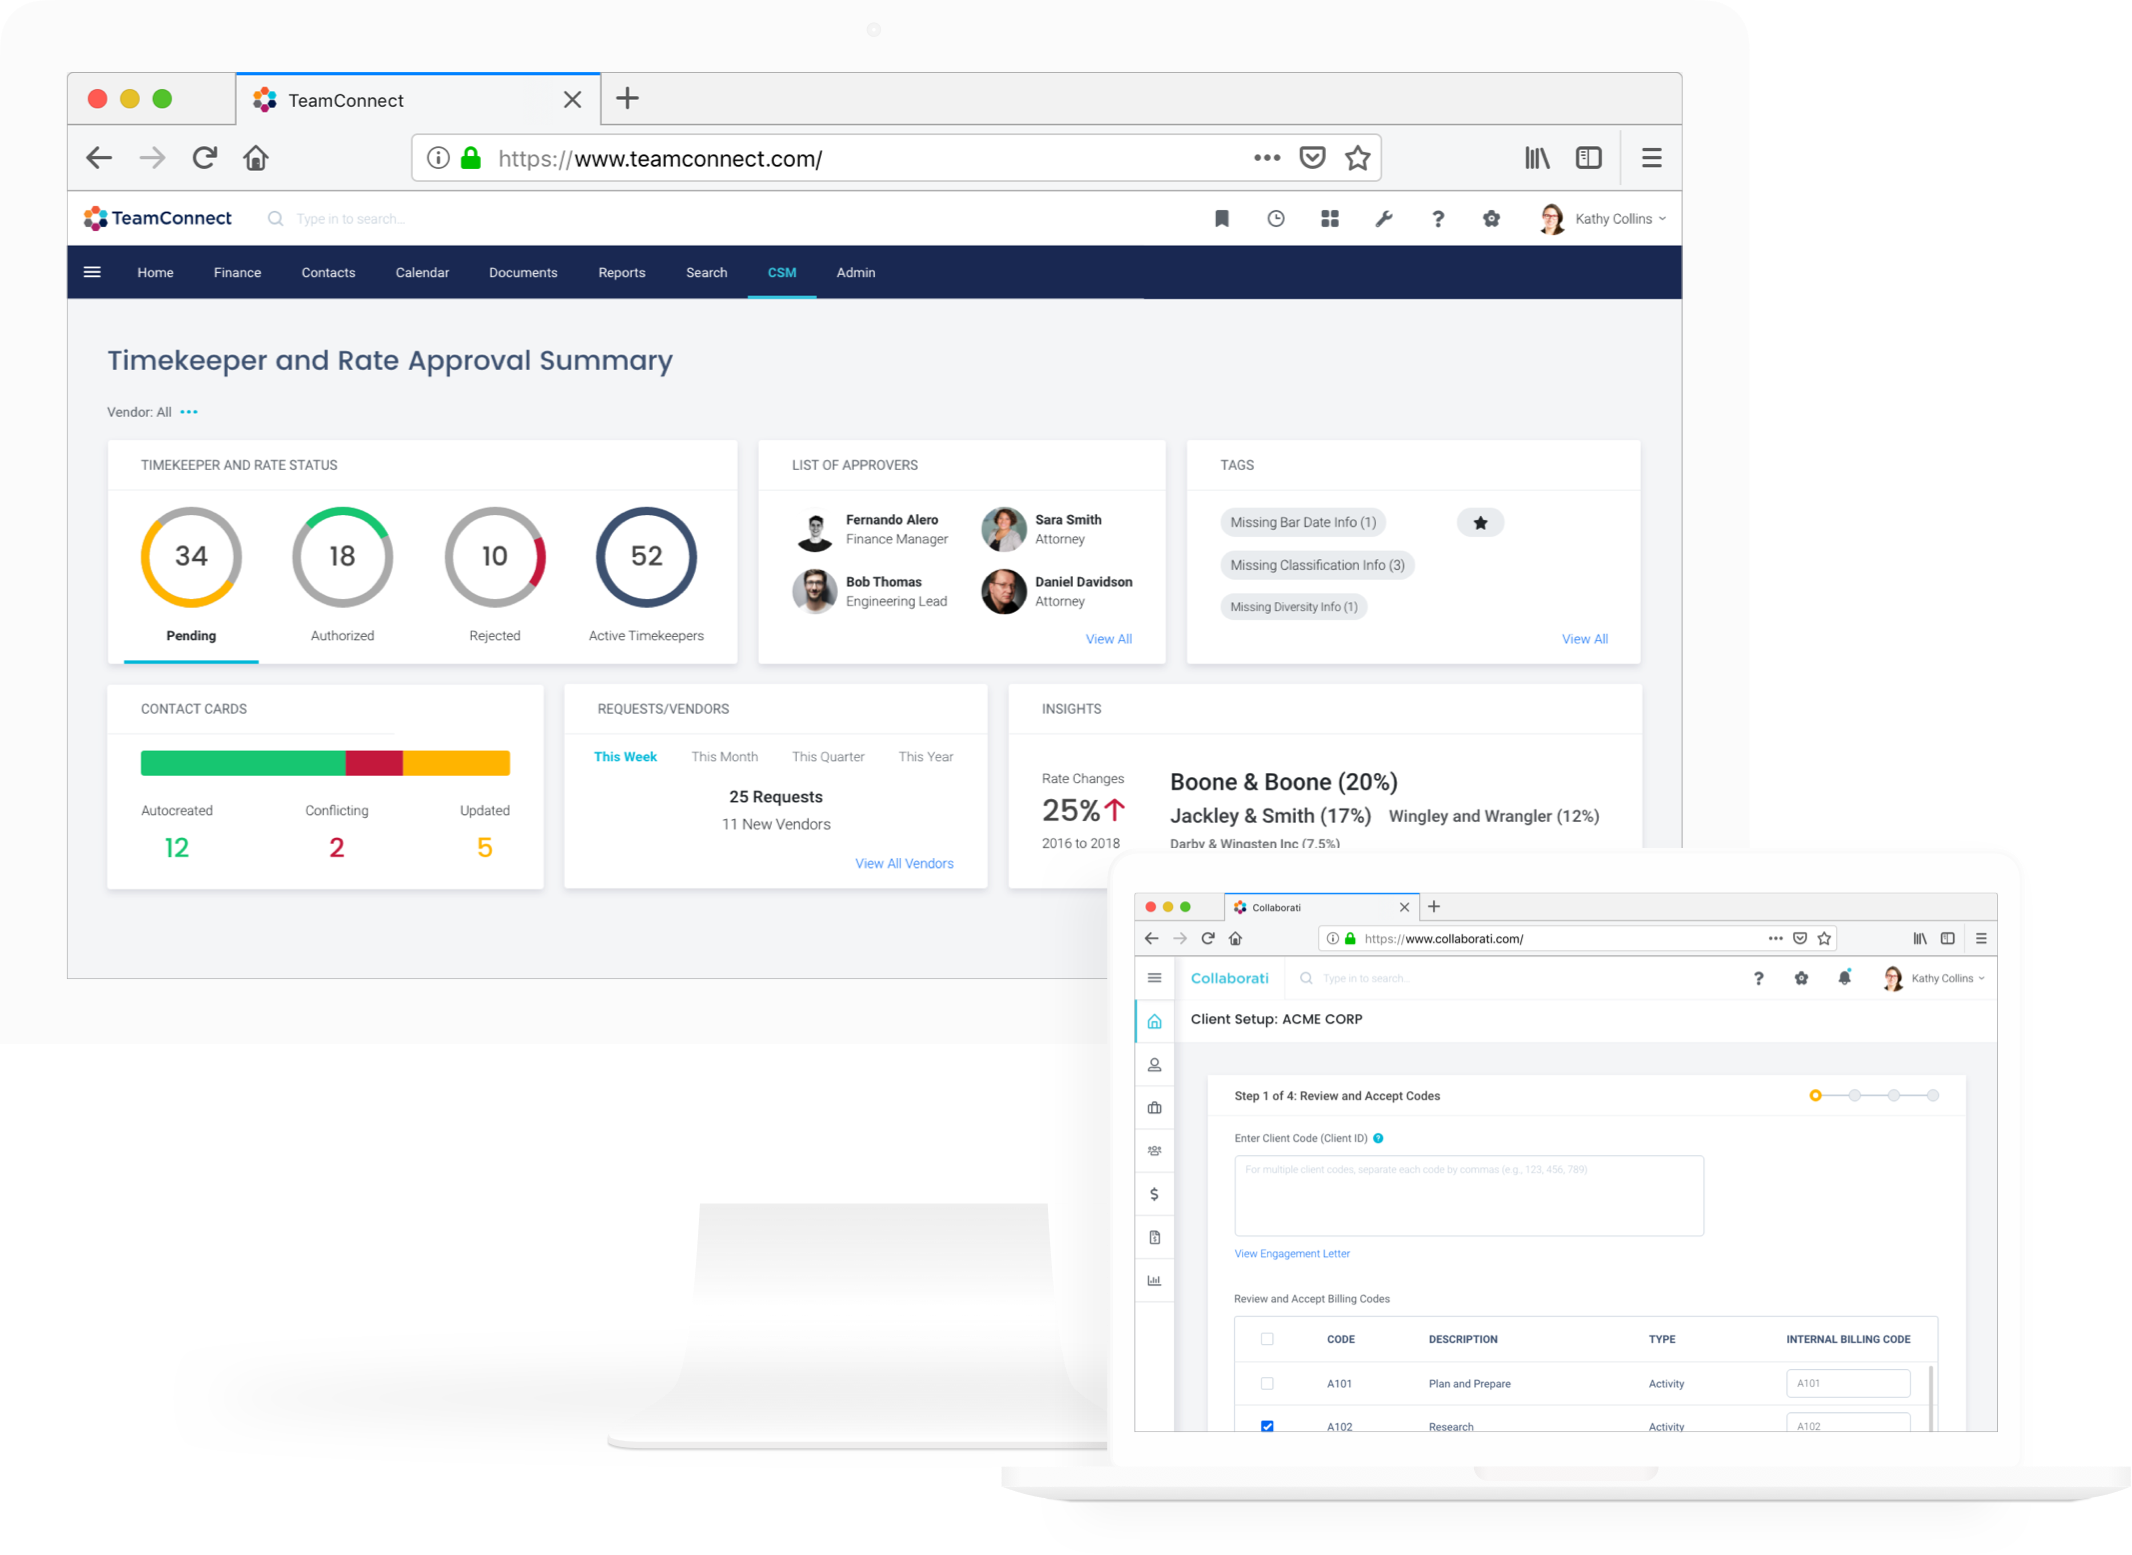 TeamConnect
https://www.teamconnect.com/
TeamConnect
Type in to search...
Kathy Collins
Home Finance Contacts Calendar Documents Reports Search CSM Admin
Timekeeper and Rate Approval Summary
Vendor: All
TIMEKEEPER AND RATE STATUS
34 18 10 52
Pending Authorized Rejected Active Timekeepers
LIST OF APPROVERS
Fernando Alero
Finance Manager
Sara Smith
Attorney
Bob Thomas
Engineering Lead
Daniel Davidson
Attorney
View All
TAGS
Missing Bar Date Info (1)
Missing Classification Info (3)
Missing Diversity Info (1)
View All
CONTACT CARDS
Autocreated Conflicting Updated
12 2 5
REQUESTS/VENDORS
This Week This Month This Quarter This Year
25 Requests
11 New Vendors
View All Vendors
INSIGHTS
Rate Changes
25%
2016 to 2018
Boone & Boone (20%)
Jackley & Smith (17%) Wingley and Wrangler (12%)
Darby & Wingsten Inc (7.5%)
Collaborati
https://www.collaborati.com/
Collaborati
Type in to search...
Kathy Collins
Client Setup: ACME CORP
Step 1 of 4: Review and Accept Codes
Enter Client Code (Client ID) ?
For multiple client codes, separate each code by commas (e.g., 123, 456, 789)
View Engagement Letter
Review and Accept Billing Codes
CODE DESCRIPTION TYPE INTERNAL BILLING CODE
A101 Plan and Prepare Activity A101
A102 Research Activity A102